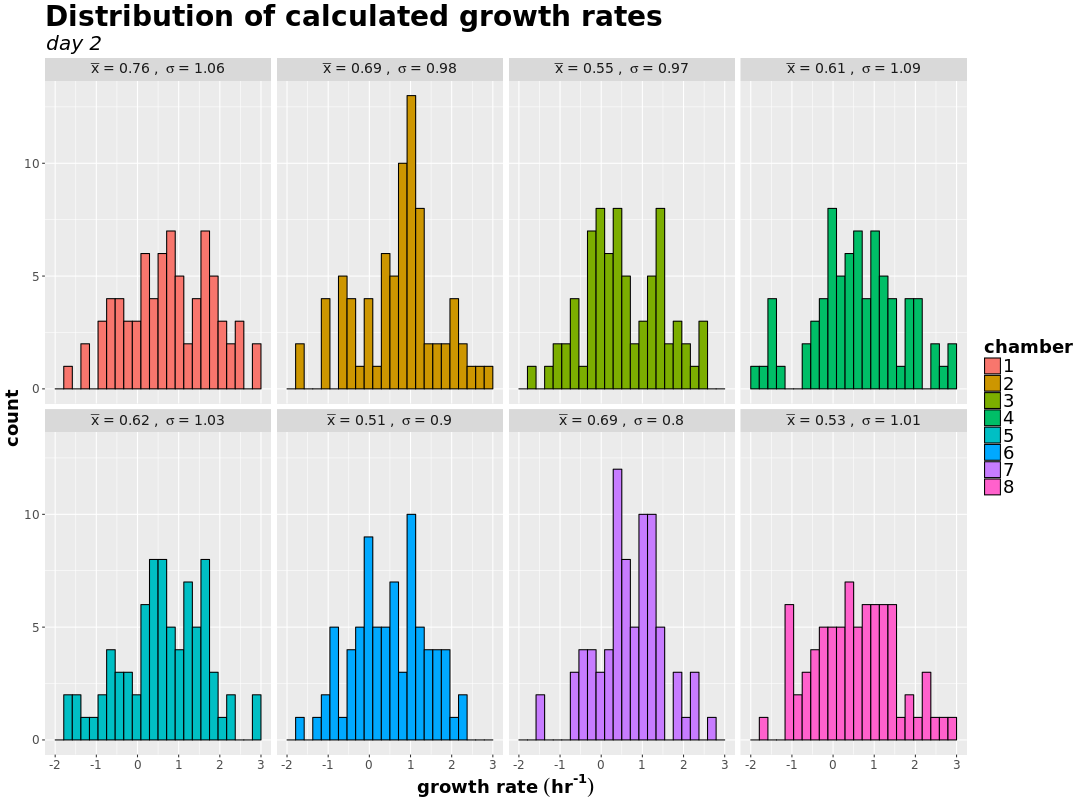 Distribution of calculated growth rates
day 2
x̅ = 0.76 , σ = 1.06
x̅ = 0.69 , σ = 0.98
x̅ = 0.55 , σ = 0.97
x̅ = 0.61 , σ = 1.09
10
5
0
x̅ = 0.62 , σ = 1.03
x̅ = 0.51 , σ = 0.9
x̅ = 0.69 , σ = 0.8
x̅ = 0.53 , σ = 1.01
10
5
0
-2 -1 0 1 2 3
-2 -1 0 1 2 3
-2 -1 0 1 2 3
-2 -1 0 1 2 3
count
growth rate (hr⁻¹)
chamber
1
2
3
4
5
6
7
8